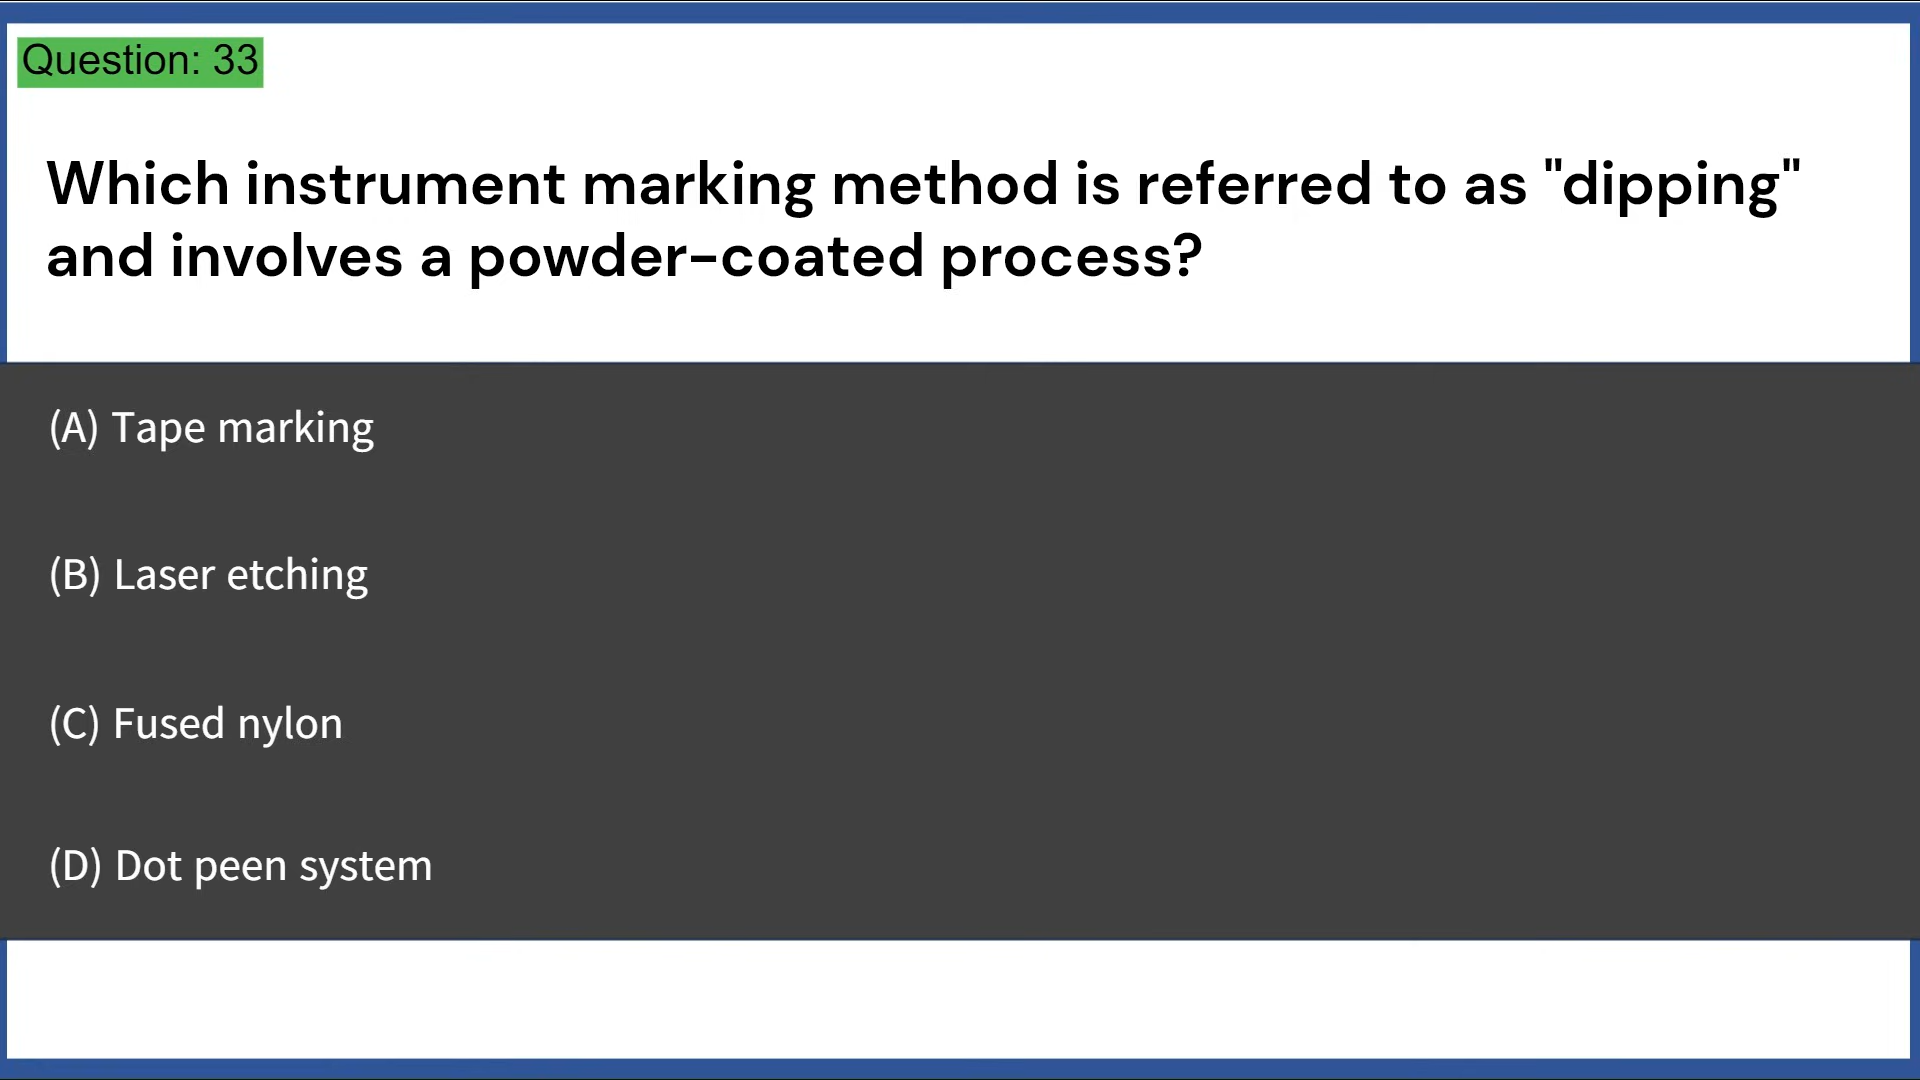 Question: 33
Which instrument marking method is referred to as "dipping"
and involves a powder-coated process?
(A) Tape marking
(B) Laser etching
(C) Fused nylon
(D) Dot peen system